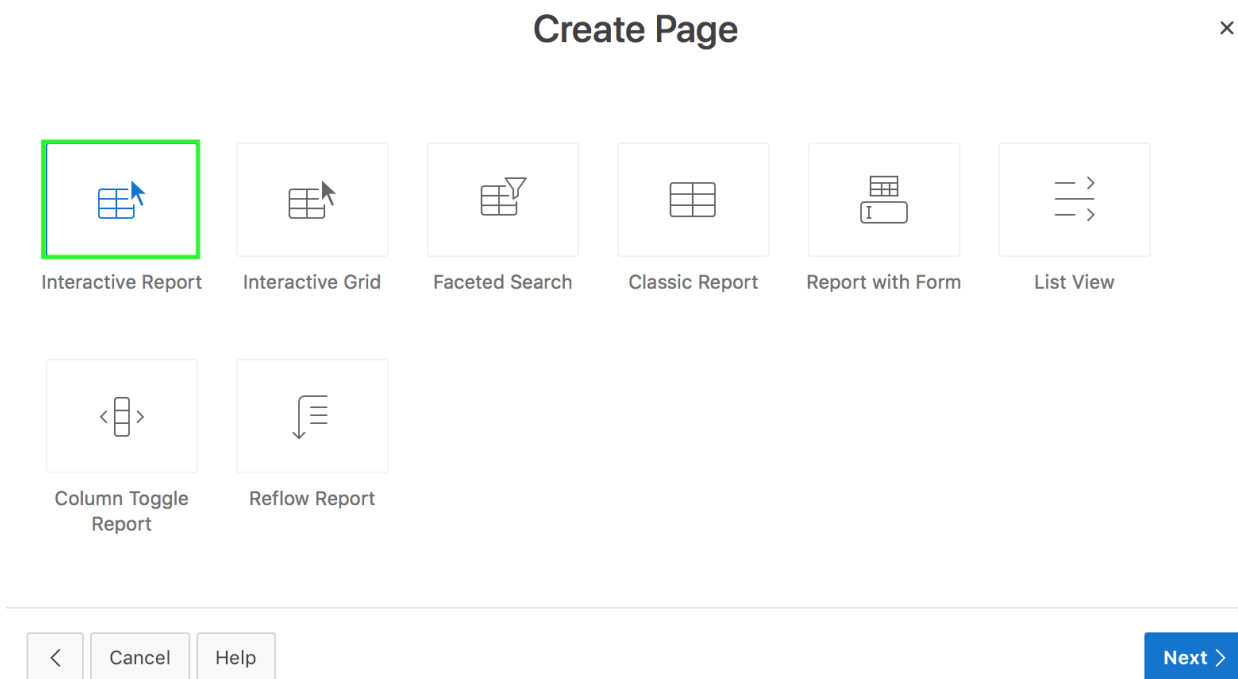 Create Page
Interactive Report
Interactive Grid
Faceted Search
Classic Report
Report with Form
List View
Column Toggle
Report
Reflow Report
Cancel
Help
Next